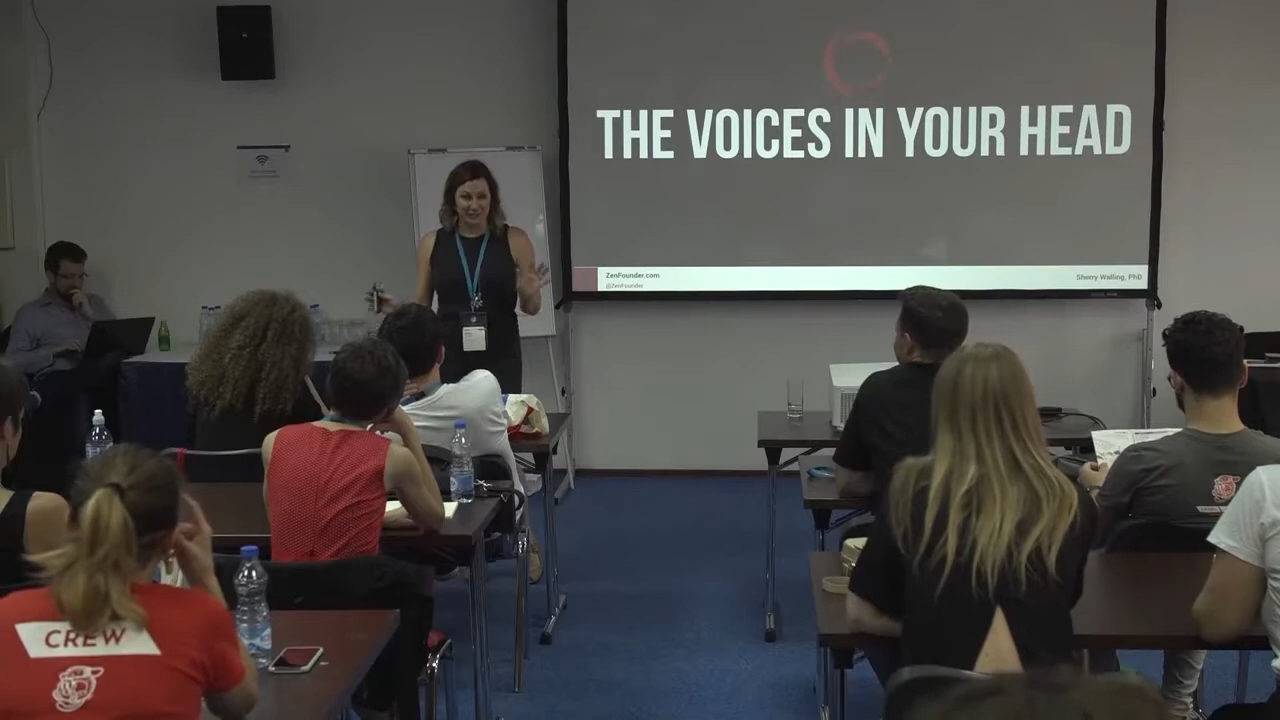 THE VOICES IN YOUR HEAD
ZenFounder.com
@ZenFounder
Sherry Walling, PhD
CREW